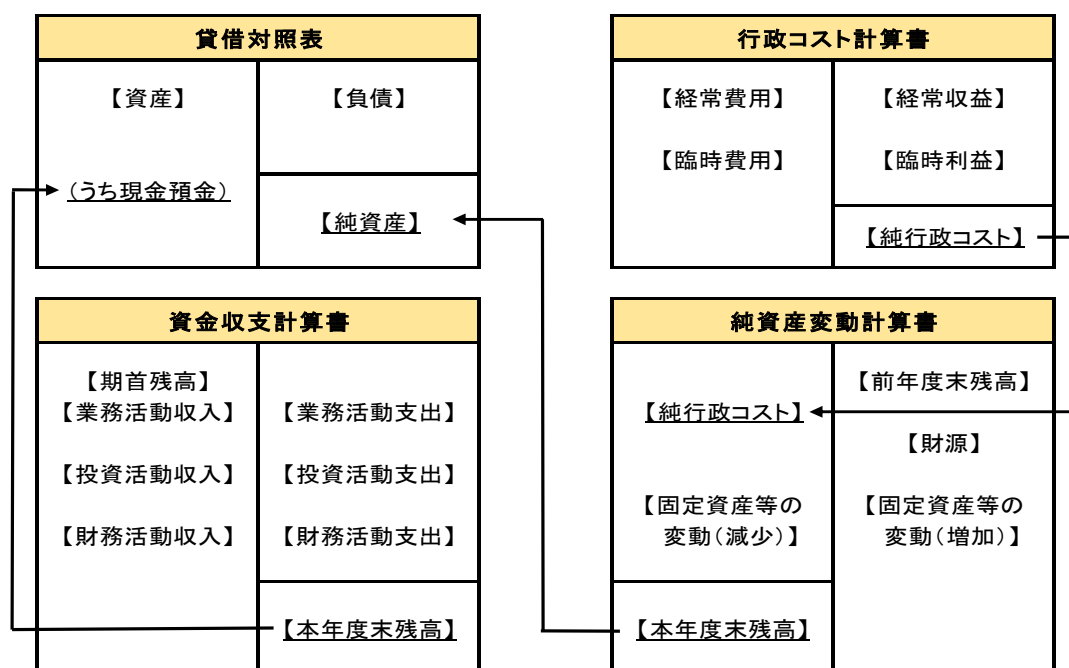 貸借対照表
【資産】
【負債】
(うち現金預金)
【純資産】
行政コスト計算書
【経常費用】
【経常収益】
【臨時費用】
【臨時利益】
【純行政コスト】
資金収支計算書
【期首残高】
【業務活動収入】
【業務活動支出】
【投資活動収入】
【投資活動支出】
【財務活動収入】
【財務活動支出】
【本年度末残高】
純資産変動計算書
【前年度末残高】
【純行政コスト】
【財源】
【固定資産等の
変動(減少)】
【固定資産等の
変動(増加)】
【本年度末残高】